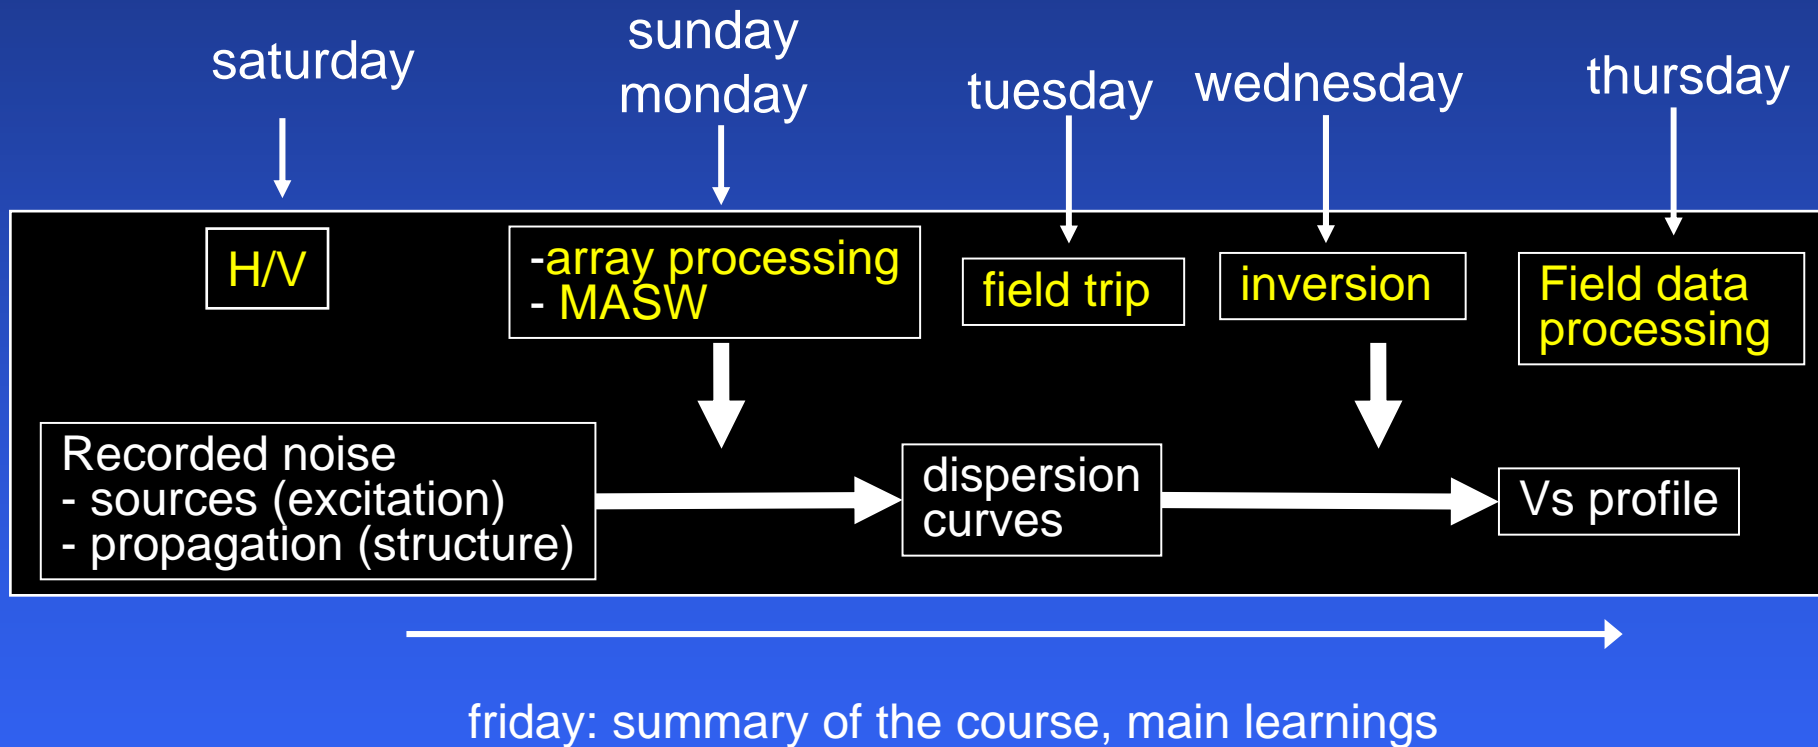 saturday
sunday
monday
tuesday
wednesday
thursday
H/V
-array processing
- MASW
field trip
inversion
Field data
processing
Recorded noise
- sources (excitation)
- propagation (structure)
dispersion
curves
Vs profile
friday: summary of the course, main learnings